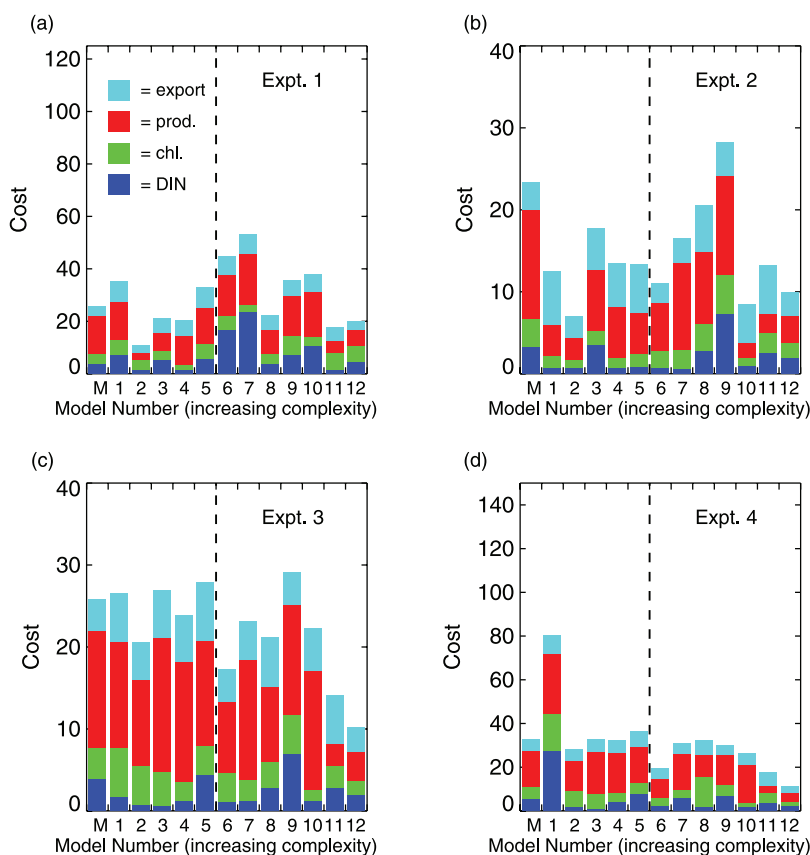 (a)
120
100
80
60
40
20
0
Cost
Expt. 1
= export
= prod.
= chl.
= DIN
M 1 2 3 4 5 6 7 8 9 10 11 12
Model Number (increasing complexity)
(b)
40
30
20
10
0
Cost
Expt. 2
M 1 2 3 4 5 6 7 8 9 10 11 12
Model Number (increasing complexity)
(c)
40
30
20
10
0
Cost
Expt. 3
M 1 2 3 4 5 6 7 8 9 10 11 12
Model Number (increasing complexity)
(d)
140
120
100
80
60
40
20
0
Cost
Expt. 4
M 1 2 3 4 5 6 7 8 9 10 11 12
Model Number (increasing complexity)